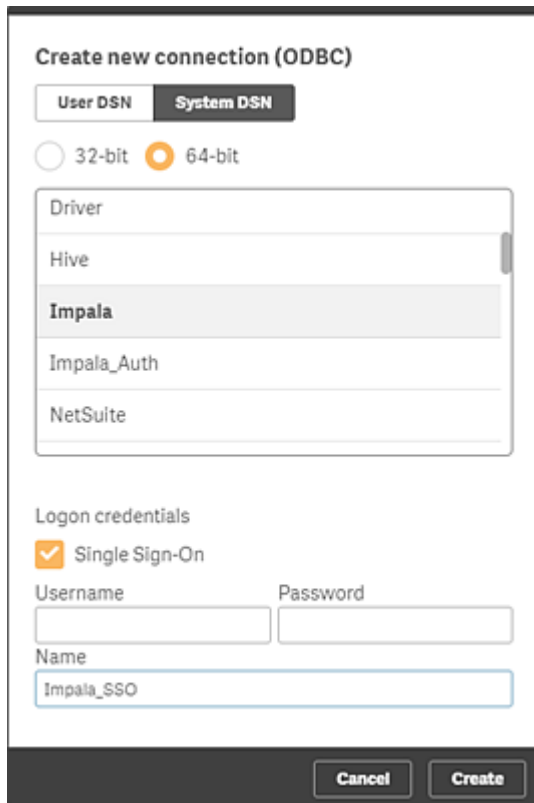 Create new connection (ODBC)
User DSN System DSN
32-bit 64-bit
Driver
Hive
Impala
Impala_Auth
NetSuite
Logon credentials
Single Sign-On
Username Password
Name
Impala_SSO
Cancel Create